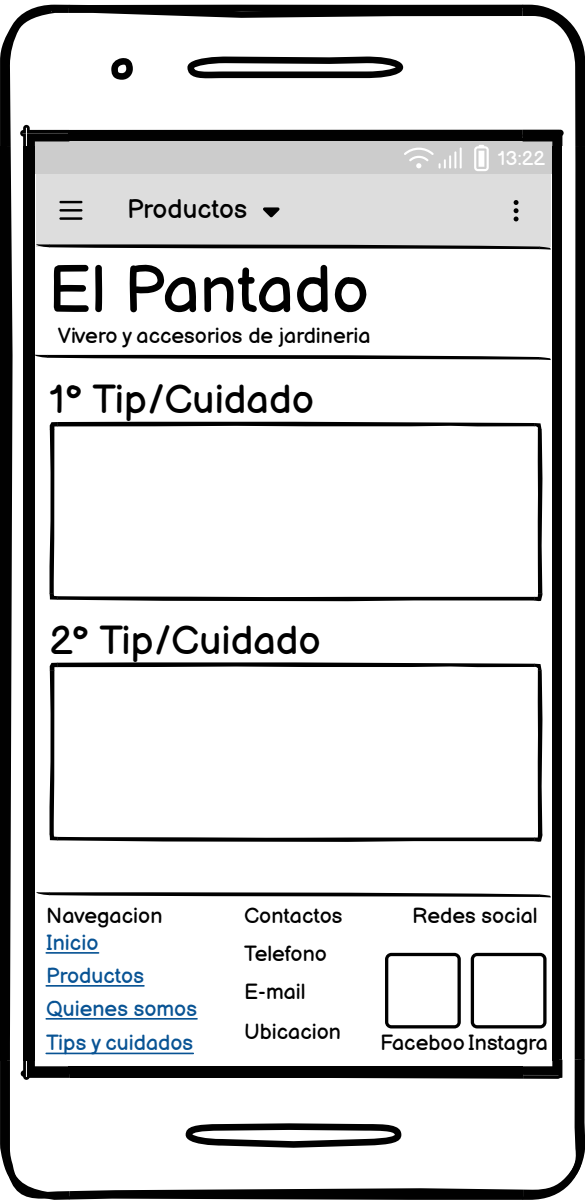 13:22
Productos
El Pantado
Vivero y accesorios de jardineria
1° Tip/Cuidado
2° Tip/Cuidado
Navegacion
Inicio
Productos
Quienes somos
Tips y cuidados
Contactos
Telefono
E-mail
Ubicacion
Redes social
Faceboo Instagra